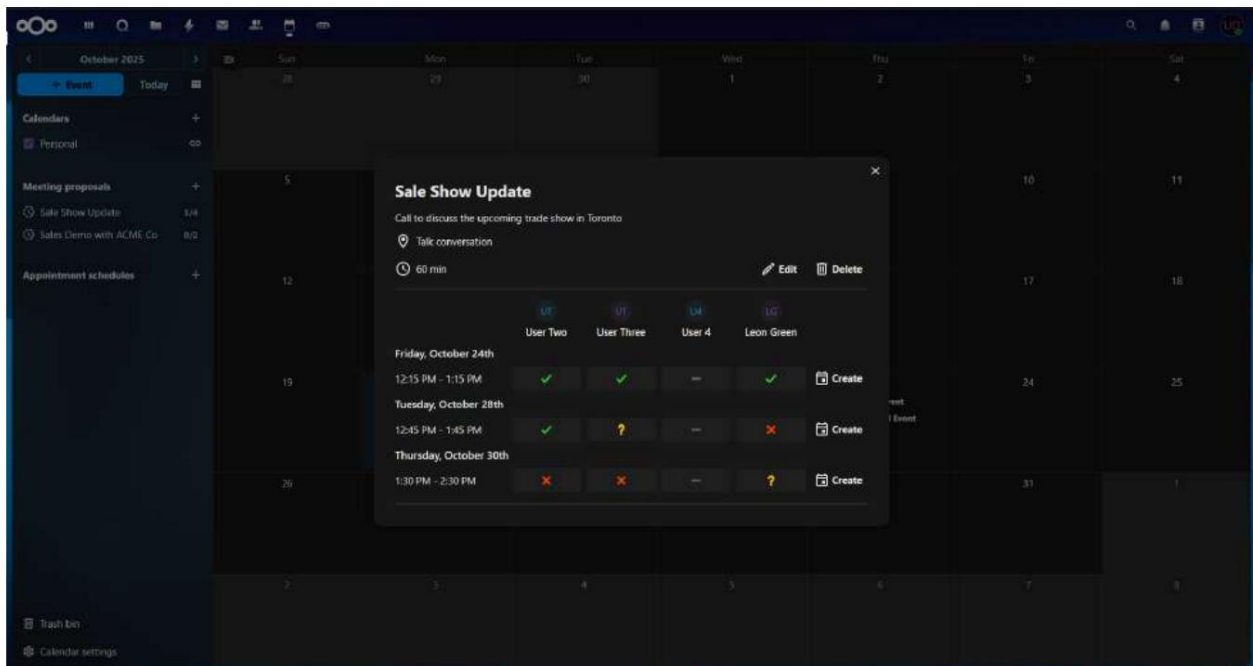 October 2025
Sun Mon Tue Wed Thu Fri Sat
+ Event Today
28 29 30 1 2 3 4
Calendars
Personal
Meeting proposals
Sale Show Update 3/4
Sales Demo with ACME Co 0/2
Appointment schedules
5 10 11
12 17 18
19 24 25
Event
26 31 1
2 3 4 5 6 7 8
Trash bin
Calendar settings
Sale Show Update
Call to discuss the upcoming trade show in Toronto
Talk conversation
60 min Edit Delete
UT UT U4 LG
User Two User Three User 4 Leon Green
Friday, October 24th
12:15 PM - 1:15 PM Create
Tuesday, October 28th
12:45 PM - 1:45 PM ? Create
Thursday, October 30th
1:30 PM - 2:30 PM ? Create